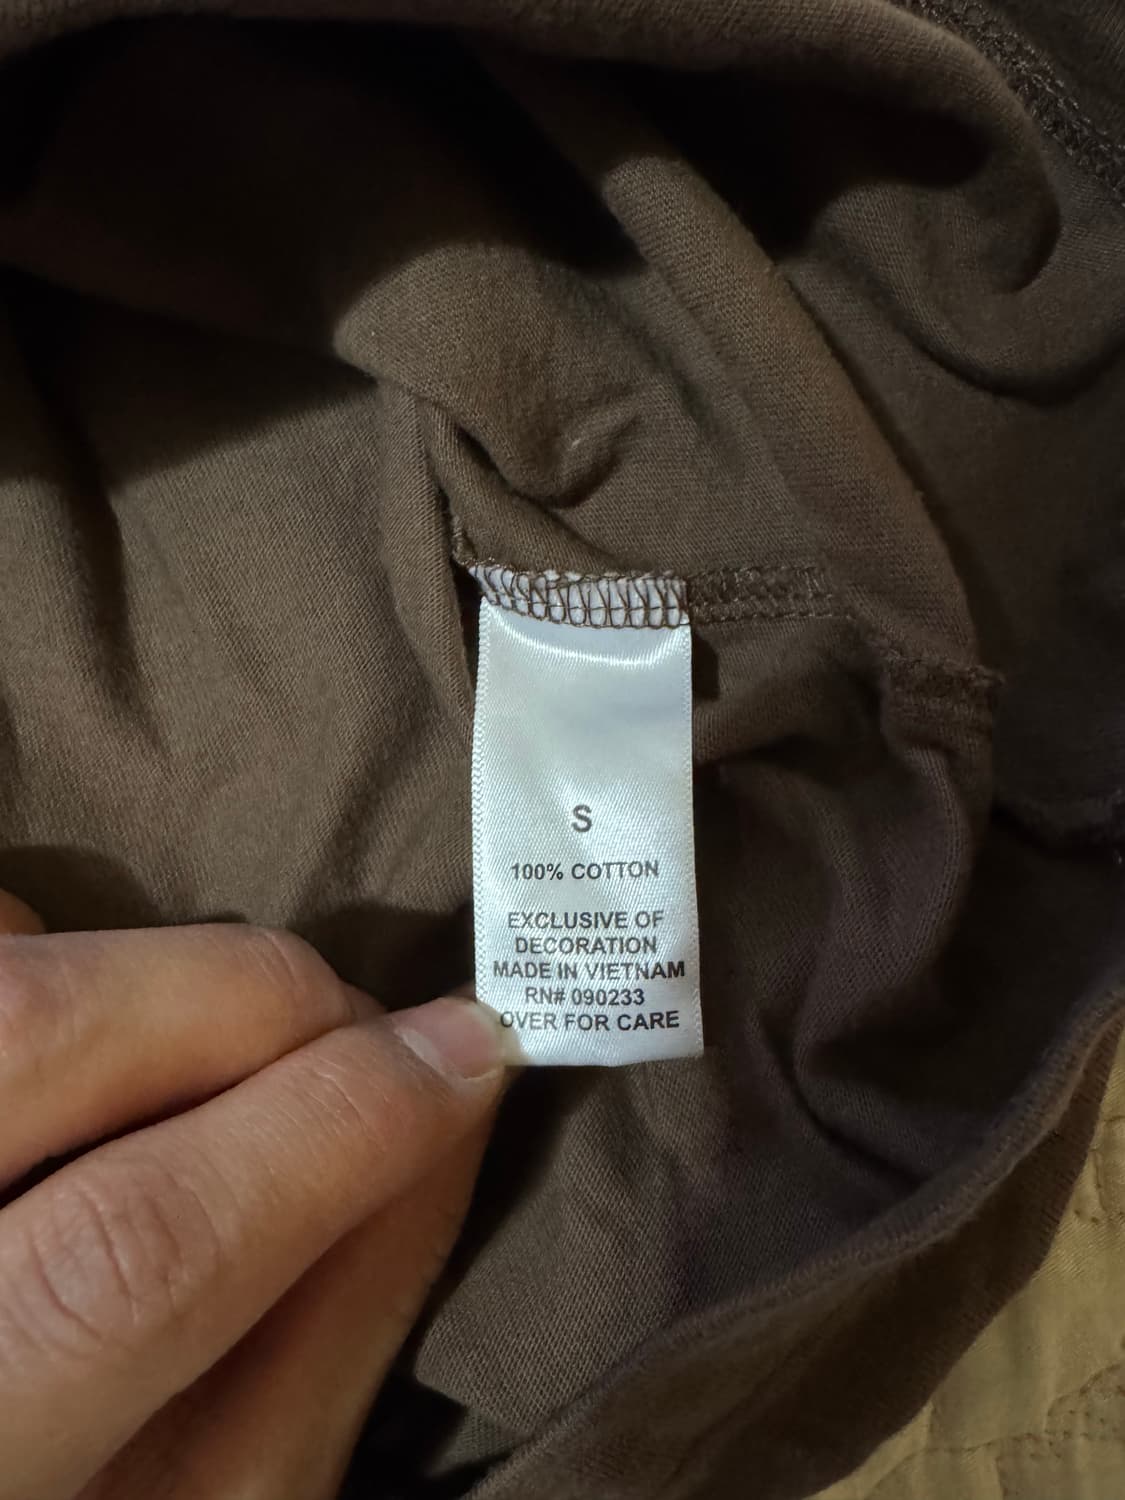 S
100% COTTON
EXCLUSIVE OF
DECORATION
MADE IN VIETNAM
RN# 090233
OVER FOR CARE